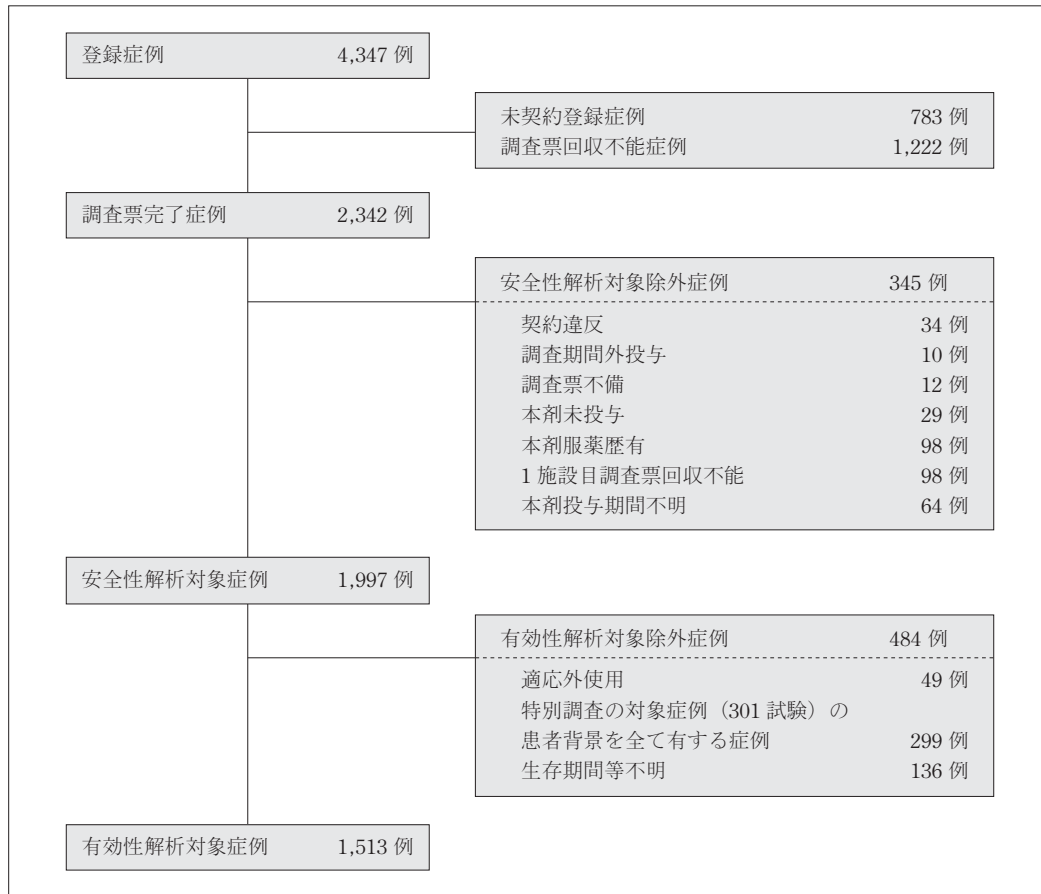 登録症例 4,347 例
未契約登録症例 783 例
調査票回収不能症例 1,222 例
調査票完了症例 2,342 例
安全性解析対象除外症例 345 例
契約違反 34 例
調査期間外投与 10 例
調査票不備 12 例
本剤未投与 29 例
本剤服薬歴有 98 例
1 施設目調査票回収不能 98 例
本剤投与期間不明 64 例
安全性解析対象症例 1,997 例
有効性解析対象除外症例 484 例
適応外使用 49 例
特別調査の対象症例（301 試験）の
患者背景を全て有する症例 299 例
生存期間等不明 136 例
有効性解析対象症例 1,513 例